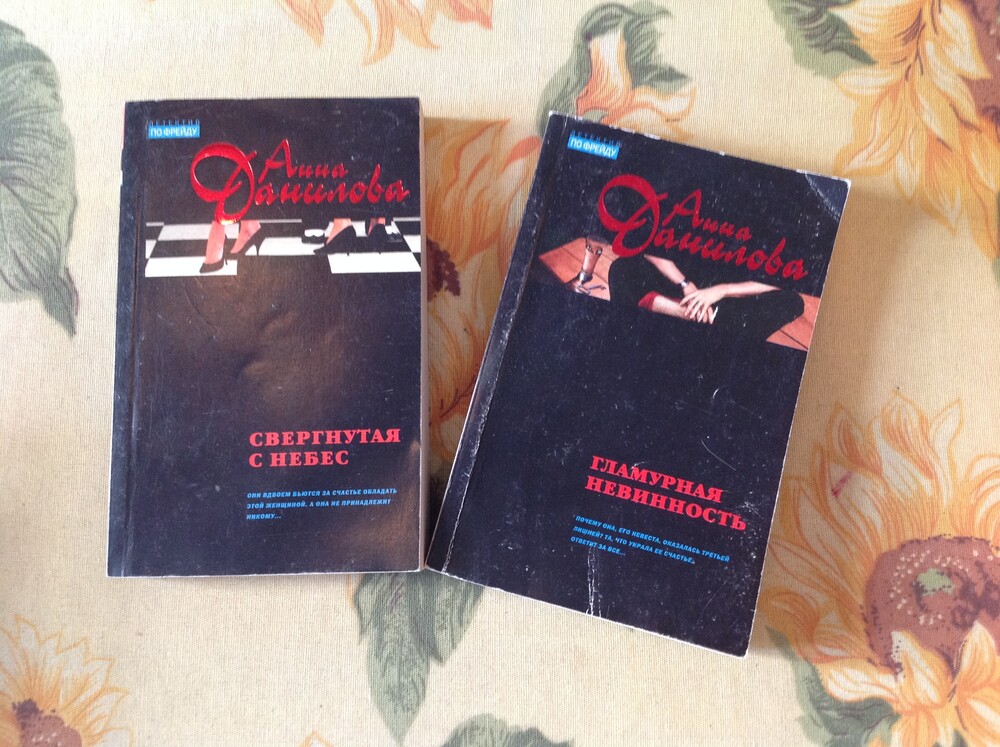 ДЕТЕКТИВ
ПО ФРЕЙДУ
Анна
Данилова
СВЕРГНУТАЯ
С НЕБЕС
ОНИ ВДВОЕМ БЬЮТСЯ ЗА СЧАСТЬЕ ОБЛАДАТЬ
ЭТОЙ ЖЕНЩИНОЙ. А ОНА НЕ ПРИНАДЛЕЖИТ
НИКОМУ...
ДЕТЕКТИВ
ПО ФРЕЙДУ
Анна
Данилова
ГЛАМУРНАЯ
НЕВИННОСТЬ
ПОЧЕМУ ОНА, ЕГО НЕВЕСТА, ОКАЗАЛАСЬ ТРЕТЬЕЙ
ЛИШНЕЙ? ТА, ЧТО УКРАЛА ЕЕ СЧАСТЬЕ,
ОТВЕТИТ ЗА ВСЕ...